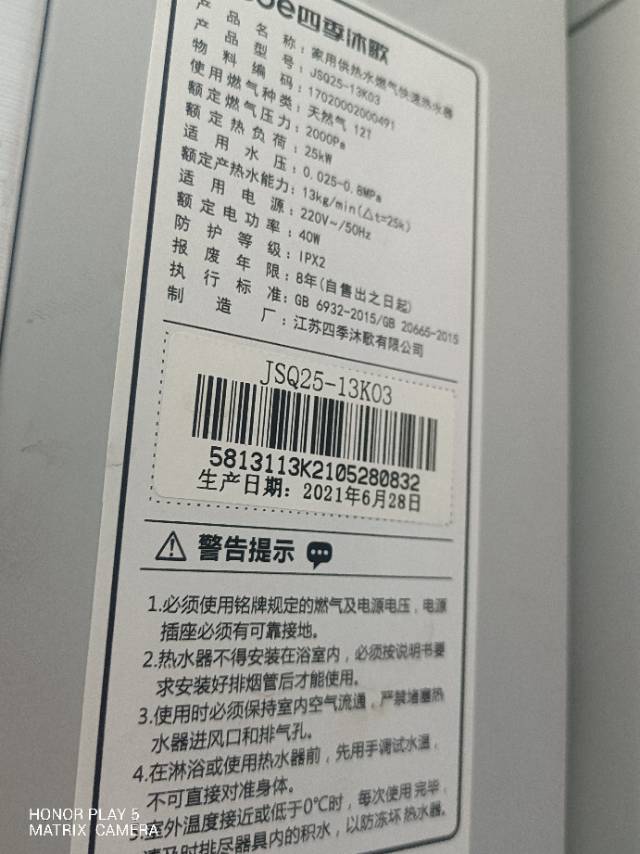 四季沐歌
产品名称：家用供热水燃气快速热水器
产品型号：JSQ25-13K03
物料编码：17020002000491
使用燃气种类：天然气 12T
额定燃气压力：2000Pa
额定热负荷：25kW
适用水压：0.025-0.8MPa
额定产热水能力：13kg/min(△t=25k)
适用电源：220V~/50Hz
额定电功率：40W
防护等级：IPX2
报废年限：8年(自售出之日起)
执行标准：GB 6932-2015/GB 20665-2015
制造厂：江苏四季沐歌有限公司
JSQ25-13K03
5813113K2105280832
生产日期：2021年6月28日
警告提示
1.必须使用铭牌规定的燃气及电源电压，电源
插座必须有可靠接地。
2.热水器不得安装在浴室内，必须按说明书要
求安装好排烟管后才能使用。
3.使用时必须保持室内空气流通，严禁堵塞热
水器进风口和排气孔。
4.在淋浴或使用热水器前，先用手调试水温，
不可直接对准身体。
5.室外温度接近或低于0℃时，每次使用完毕，
请及时排尽器具内的积水，以防冻坏热水器。
HONOR PLAY 5
MATRIX CAMERA